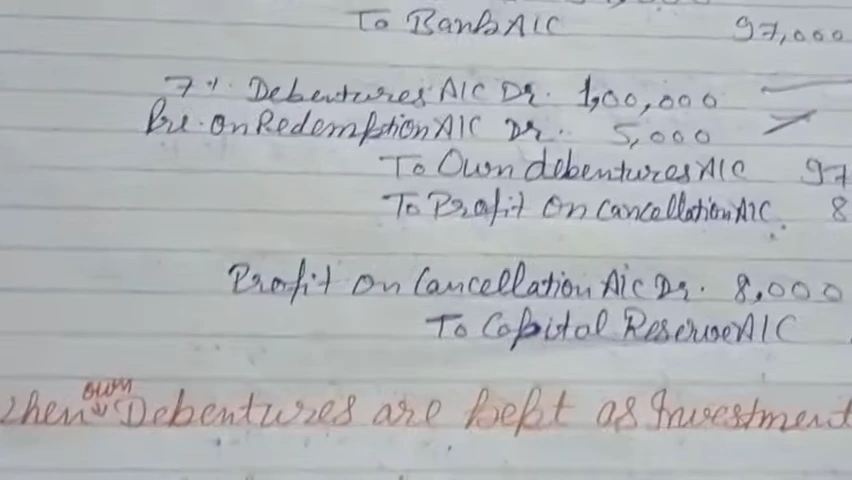 To Bank A/C 97,000
7% Debentures A/C Dr. 1,00,000
Pre. on Redemption A/C Dr. 5,000
To Own debentures A/C 97
To Profit on Cancellation A/C 8
Profit on Cancellation A/C Dr. 8,000
To Capital Reserve A/C
when own Debentures are kept as Investment